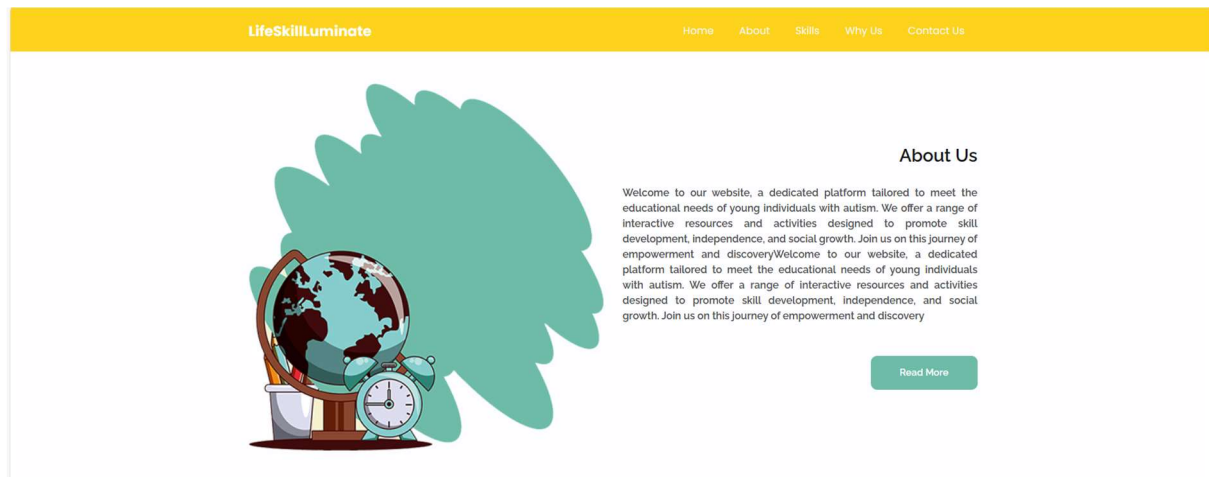 LifeSkillLuminate
Home About Skills Why Us Contact Us
About Us
Welcome to our website, a dedicated platform tailored to meet the
educational needs of young individuals with autism. We offer a range of
interactive resources and activities designed to promote skill
development, independence, and social growth. Join us on this journey of
empowerment and discoveryWelcome to our website, a dedicated
platform tailored to meet the educational needs of young individuals
with autism. We offer a range of interactive resources and activities
designed to promote skill development, independence, and social
growth. Join us on this journey of empowerment and discovery
Read More